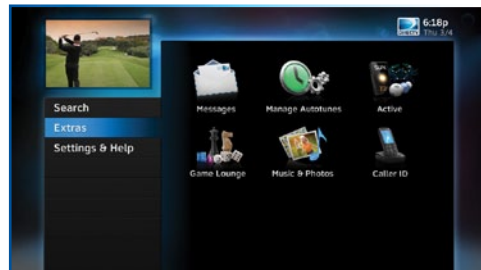 6:18p
DIRECTV Thu 3/4
Search
Extras
Settings & Help
Messages Manage Autotunes Active
Game Lounge Music & Photos Caller ID